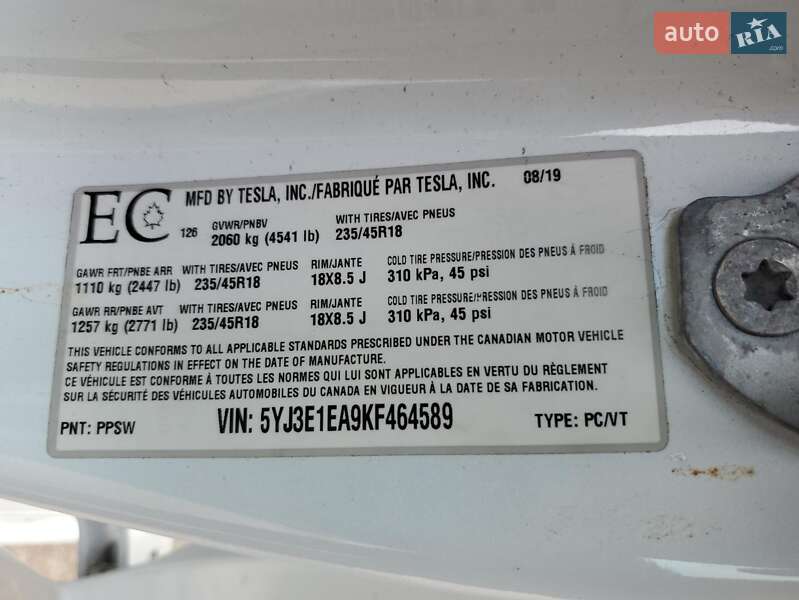 auto RIA.com
EC 126
MFD BY TESLA, INC./FABRIQUÉ PAR TESLA, INC. 08/19
GVWR/PNBV WITH TIRES/AVEC PNEUS
2060 kg (4541 lb) 235/45R18
GAWR FRT/PNBE ARR WITH TIRES/AVEC PNEUS RIM/JANTE COLD TIRE PRESSURE/PRESSION DES PNEUS À FROID
1110 kg (2447 lb) 235/45R18 18X8.5 J 310 kPa, 45 psi
GAWR RR/PNBE AVT WITH TIRES/AVEC PNEUS RIM/JANTE COLD TIRE PRESSURE/PRESSION DES PNEUS À FROID
1257 kg (2771 lb) 235/45R18 18X8.5 J 310 kPa, 45 psi
THIS VEHICLE CONFORMS TO ALL APPLICABLE STANDARDS PRESCRIBED UNDER THE CANADIAN MOTOR VEHICLE
SAFETY REGULATIONS IN EFFECT ON THE DATE OF MANUFACTURE.
CE VÉHICULE EST CONFORME À TOUTES LES NORMES QUI LUI SONT APPLICABLES EN VERTU DU RÈGLEMENT
SUR LA SÉCURITÉ DES VÉHICULES AUTOMOBILES DU CANADA EN VIGUEUR À LA DATE DE SA FABRICATION.
PNT: PPSW VIN: 5YJ3E1EA9KF464589 TYPE: PC/VT